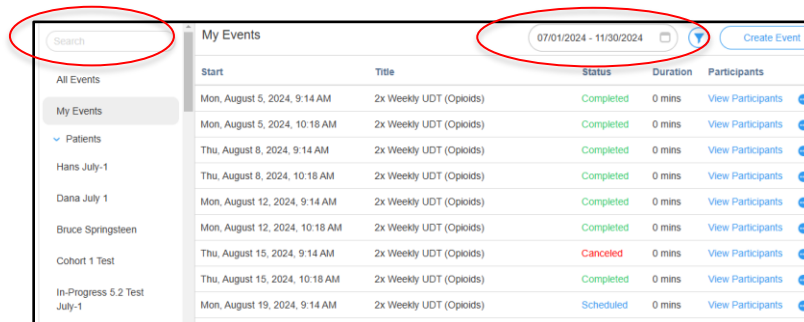 Search
All Events
My Events
Patients
Hans July-1
Dana July 1
Bruce Springsteen
Cohort 1 Test
In-Progress 5.2 Test
July-1
My Events
07/01/2024 - 11/30/2024
Create Event
Start Title Status Duration Participants
Mon, August 5, 2024, 9:14 AM 2x Weekly UDT (Opioids) Completed 0 mins View Participants
Mon, August 5, 2024, 10:18 AM 2x Weekly UDT (Opioids) Completed 0 mins View Participants
Thu, August 8, 2024, 9:14 AM 2x Weekly UDT (Opioids) Completed 0 mins View Participants
Thu, August 8, 2024, 10:18 AM 2x Weekly UDT (Opioids) Completed 0 mins View Participants
Mon, August 12, 2024, 9:14 AM 2x Weekly UDT (Opioids) Completed 0 mins View Participants
Mon, August 12, 2024, 10:18 AM 2x Weekly UDT (Opioids) Completed 0 mins View Participants
Thu, August 15, 2024, 9:14 AM 2x Weekly UDT (Opioids) Canceled 0 mins View Participants
Thu, August 15, 2024, 10:18 AM 2x Weekly UDT (Opioids) Completed 0 mins View Participants
Mon, August 19, 2024, 9:14 AM 2x Weekly UDT (Opioids) Scheduled 0 mins View Participants